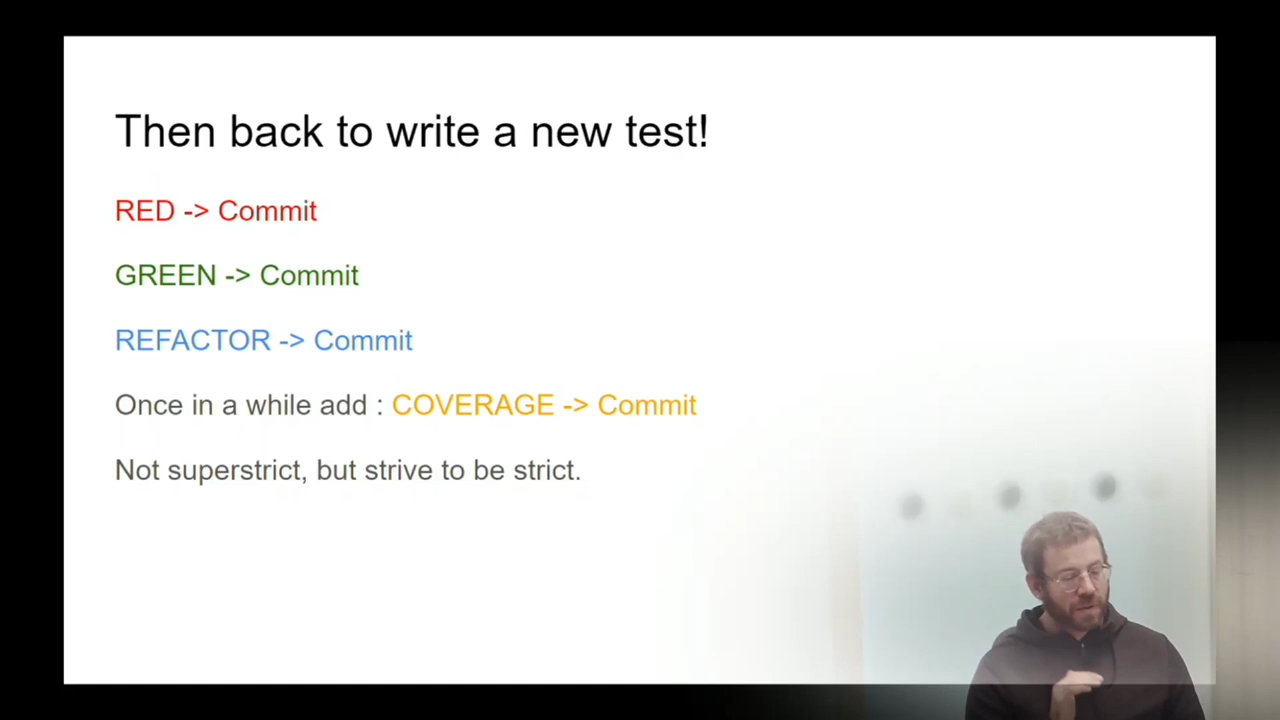 Then back to write a new test!
RED -> Commit
GREEN -> Commit
REFACTOR -> Commit
Once in a while add : COVERAGE -> Commit
Not superstrict, but strive to be strict.